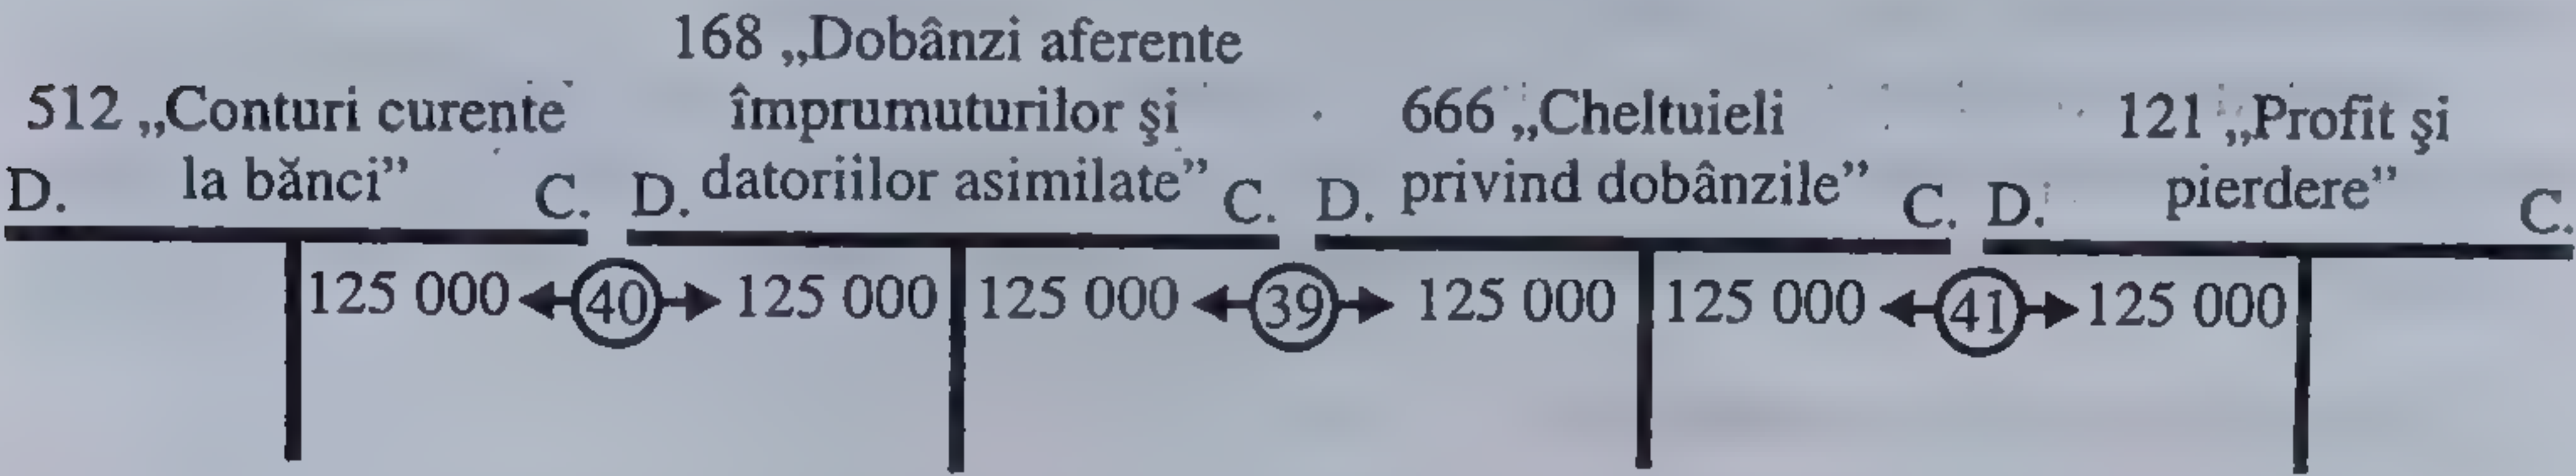 512 „Conturi curente
la bănci”
D. C.
168 „Dobânzi aferente
împrumuturilor şi
datoriilor asimilate”
D. C.
666 „Cheltuieli
privind dobânzile”
D. C.
121 „Profit şi
pierdere”
D. C.
125 000 40 125 000 125 000 39 125 000 125 000 41 125 000